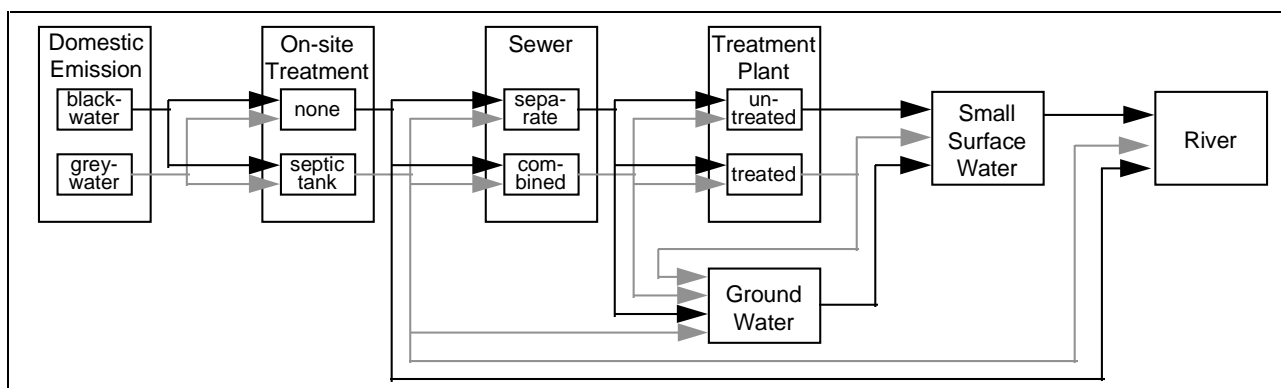 Domestic
Emission
black-
water
grey-
water
On-site
Treatment
none
septic
tank
Sewer
sepa-
rate
com-
bined
Treatment
Plant
un-
treated
treated
Small
Surface
Water
River
Ground
Water